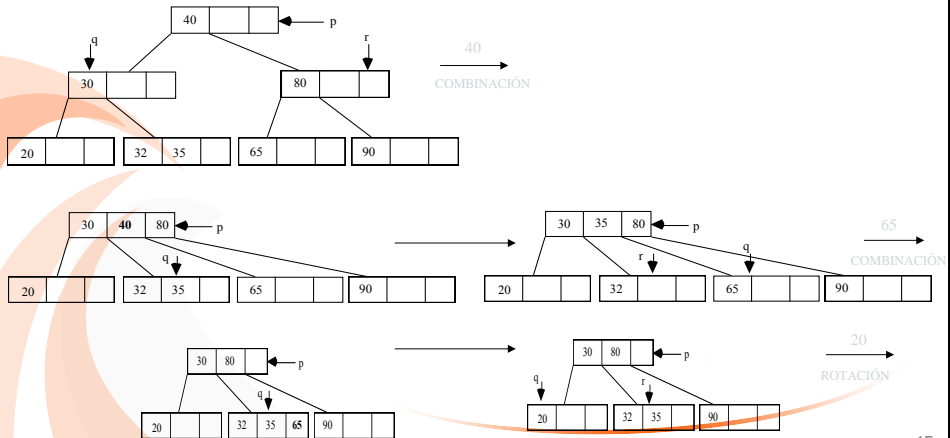 40 p
q r
30 80
40
COMBINACIÓN
20 32 35 65 90
30 40 80 p
q
20 32 35 65 90
30 35 80 p
r q
20 32 65 90
65
COMBINACIÓN
30 80 p
q
20 32 35 65 90
30 80 p
q r
20 32 35 90
20
ROTACIÓN